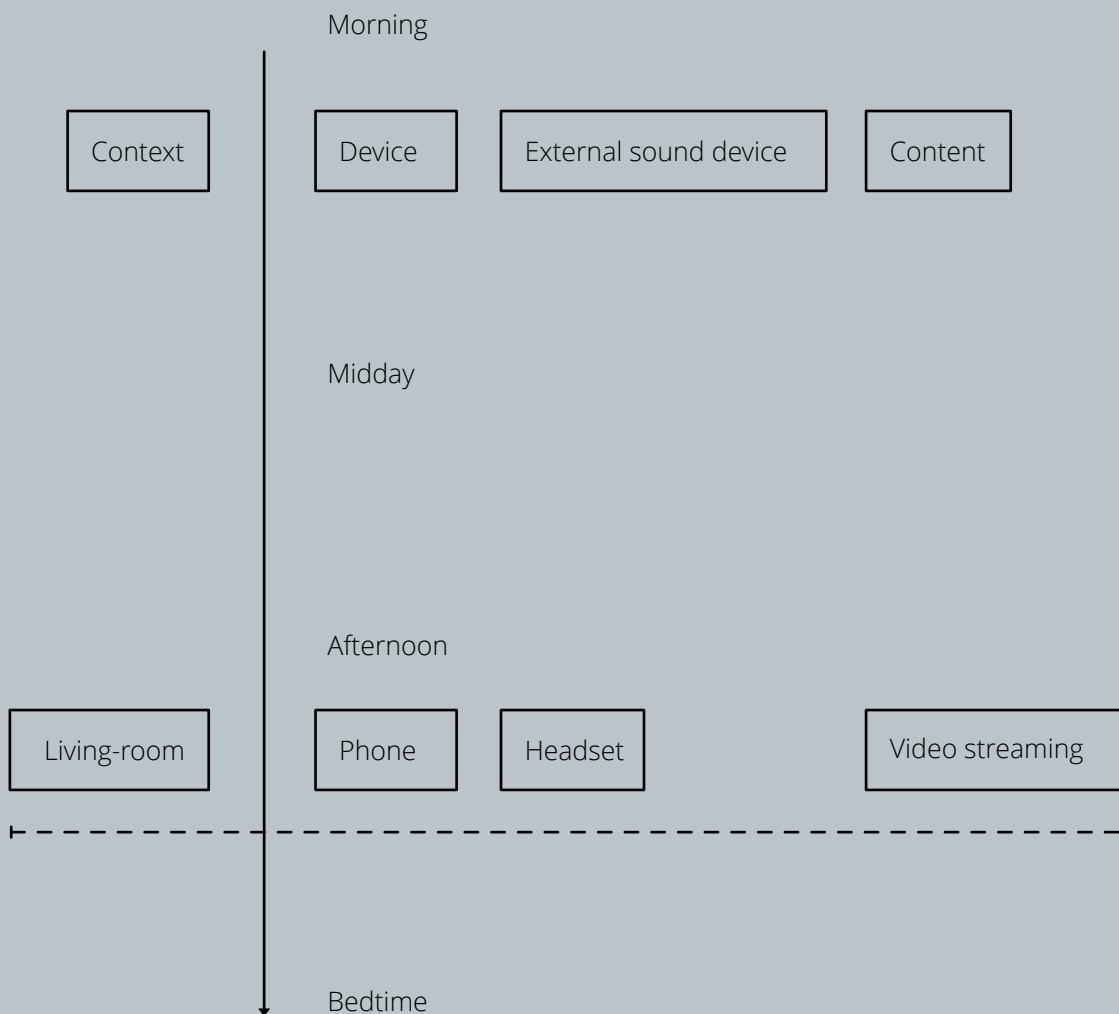 Morning
Context
Device
External sound device
Content
Midday
Afternoon
Living-room
Phone
Headset
Video streaming
Bedtime